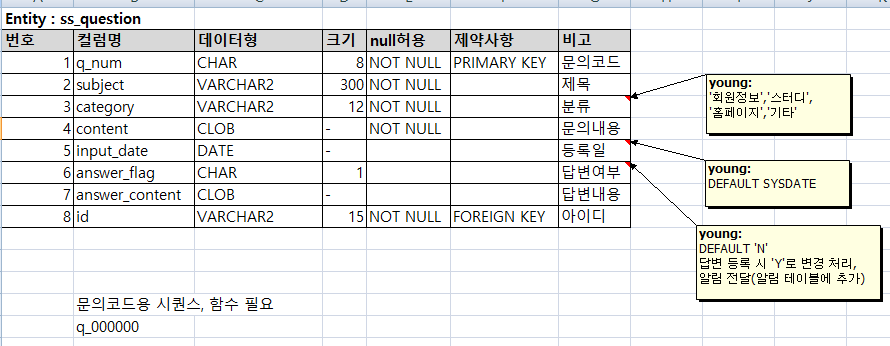 Entity : ss_question
번호 컬럼명 데이터형 크기 null허용 제약사항 비고
1 q_num CHAR 8 NOT NULL PRIMARY KEY 문의코드
2 subject VARCHAR2 300 NOT NULL 제목
3 category VARCHAR2 12 NOT NULL 분류
4 content CLOB - NOT NULL 문의내용
5 input_date DATE - 등록일
6 answer_flag CHAR 1 답변여부
7 answer_content CLOB - 답변내용
8 id VARCHAR2 15 NOT NULL FOREIGN KEY 아이디
young:
'회원정보','스터디',
'홈페이지','기타'
young:
DEFAULT SYSDATE
young:
DEFAULT 'N'
답변 등록 시 'Y'로 변경 처리,
알림 전달(알림 테이블에 추가)
문의코드용 시퀀스, 함수 필요
q_000000